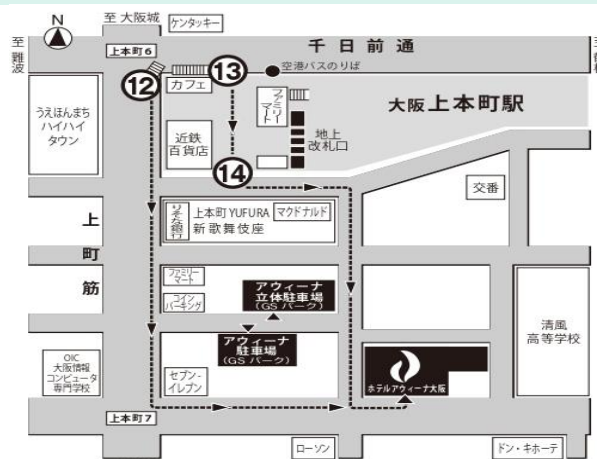 N
至 大阪城
ケンタッキー
至 難波
上本町6
千日前通
12
13
空港バスのりば
カフェ
ファミリーマート
大阪上本町駅
うえほんまち
ハイハイ
タウン
近鉄
百貨店
地上
改札口
14
交番
上町筋
りそな銀行
上本町 YUFURA
新歌舞伎座
マクドナルド
ファミリー
マート
コイン
パーキング
アウィーナ
立体駐車場
(GS パーク)
アウィーナ
駐車場
(GS パーク)
清風
高等学校
OIC
大阪情報
コンピュータ
専門学校
セブン-
イレブン
ホテルアウィーナ大阪
上本町7
ローソン
ドン・キホーテ